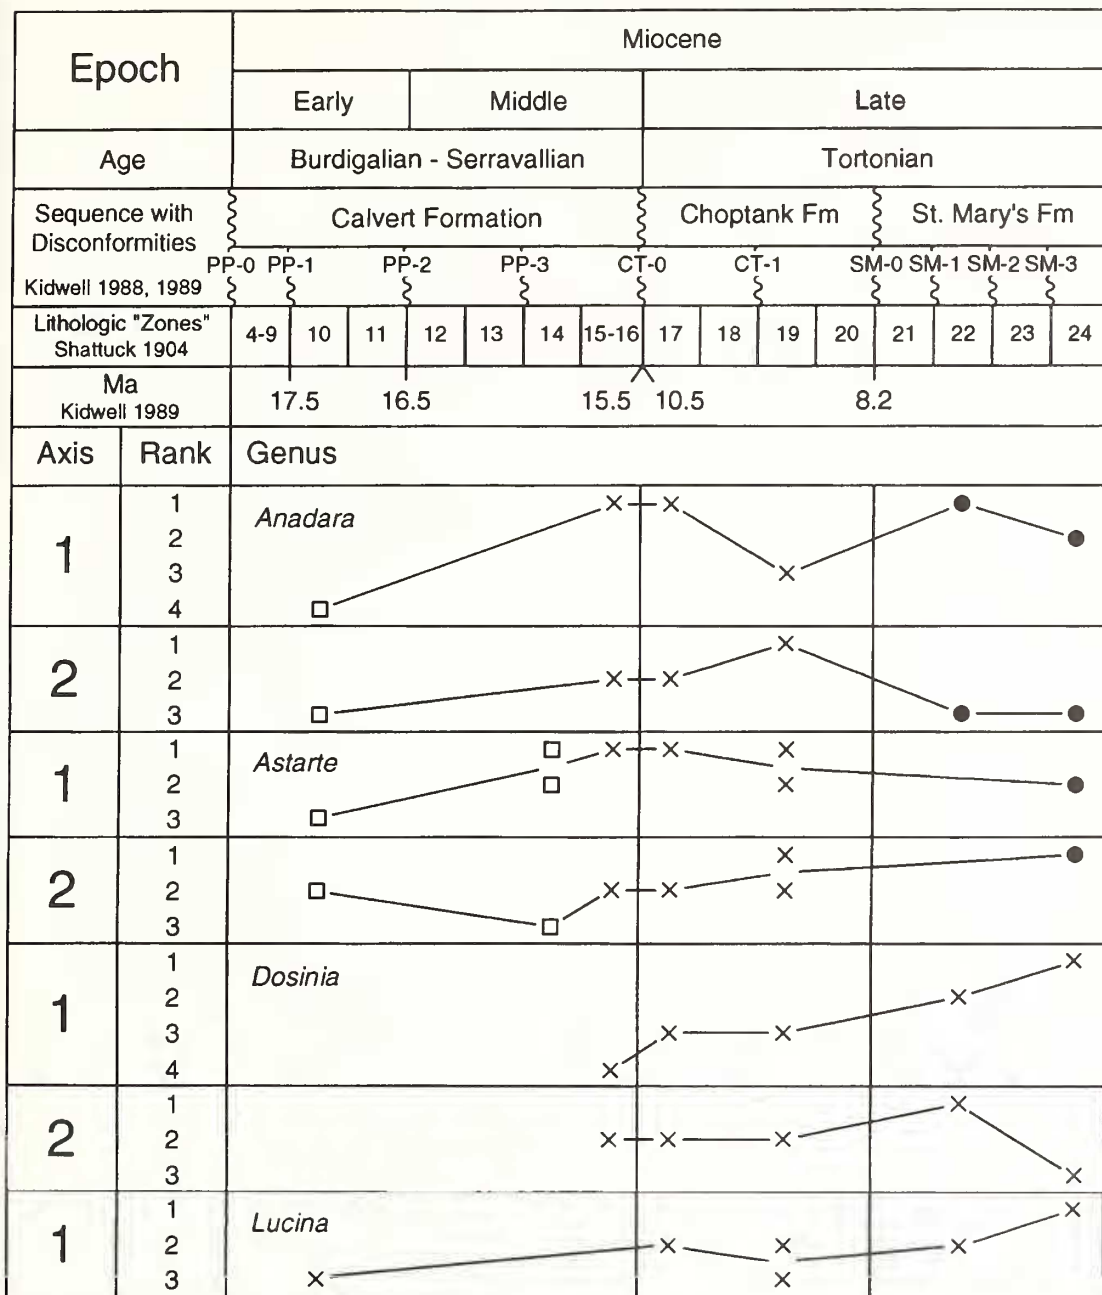 Epoch
Miocene
Early Middle Late
Age Burdigalian - Serravallian Tortonian
Sequence with
Disconformities
Kidwell 1988, 1989
Calvert Formation Choptank Fm St. Mary's Fm
PP-0 PP-1 PP-2 PP-3 CT-0 CT-1 SM-0 SM-1 SM-2 SM-3
Lithologic "Zones"
Shattuck 1904
4-9 10 11 12 13 14 15-16 17 18 19 20 21 22 23 24
Ma
Kidwell 1989
17.5 16.5 15.5 10.5 8.2
Axis Rank Genus
1
Anadara
1
2
3
4
2
1
2
3
1
Astarte
1
2
3
2
1
2
3
1
Dosinia
1
2
3
4
2
1
2
3
1
Lucina
1
2
3